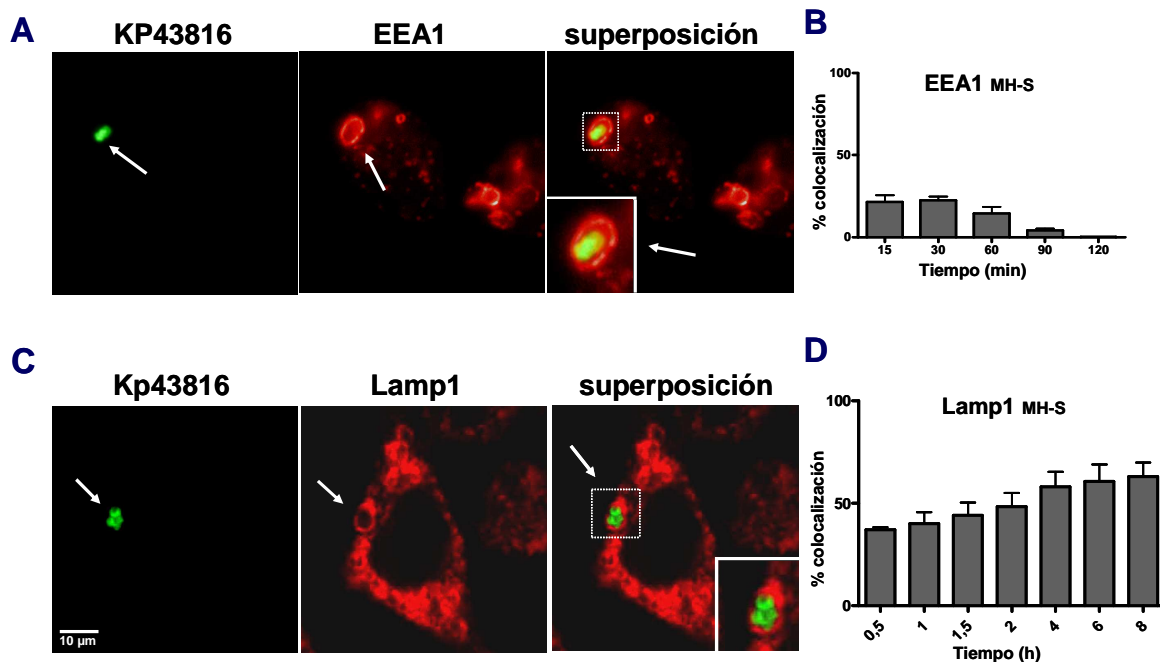 A
KP43816 EEA1 superposición
B
EEA1 MH-S
% colocalización
100
50
0
15 30 60 90 120
Tiempo (min)
C
Kp43816 Lamp1 superposición
10 µm
D
Lamp1 MH-S
% colocalización
100
50
0
0,5 1 1,5 2 4 6 8
Tiempo (h)